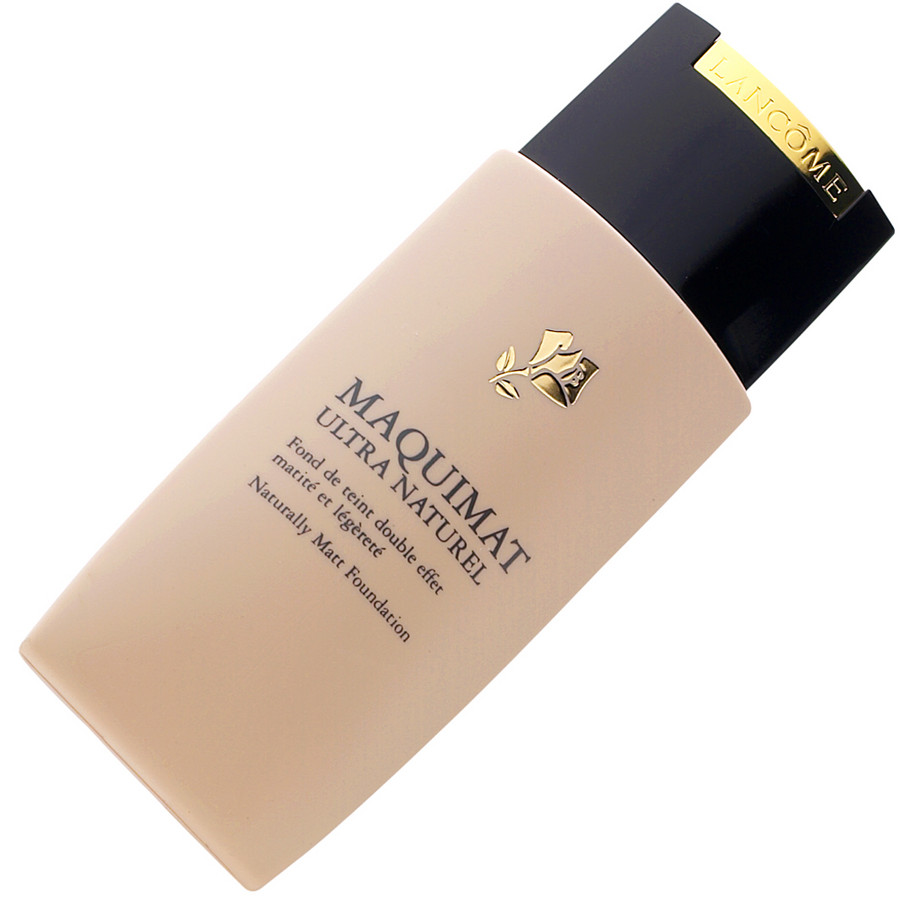 LANCÔME
MAQUIMAT
ULTRA NATUREL
Fond de teint double effet
matité et légèreté
Naturally Matt Foundation